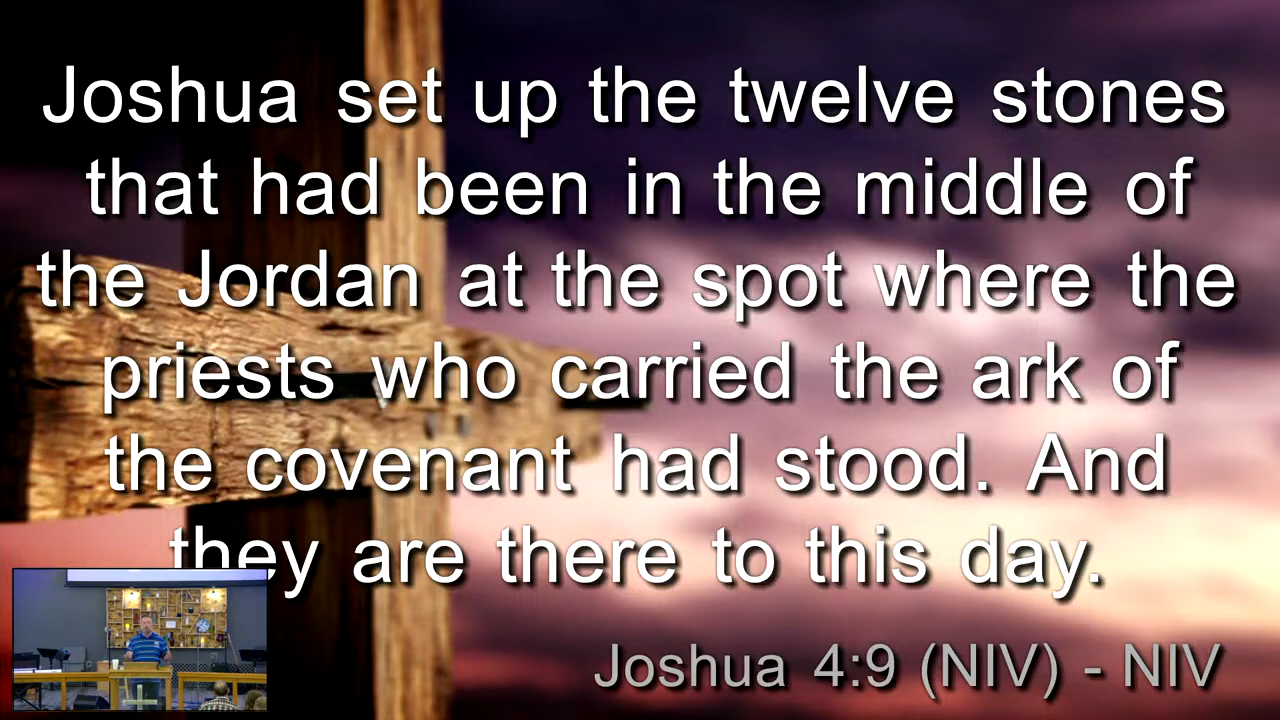 Joshua set up the twelve stones
that had been in the middle of
the Jordan at the spot where the
priests who carried the ark of
the covenant had stood. And
they are there to this day.
Joshua 4:9 (NIV) - NIV